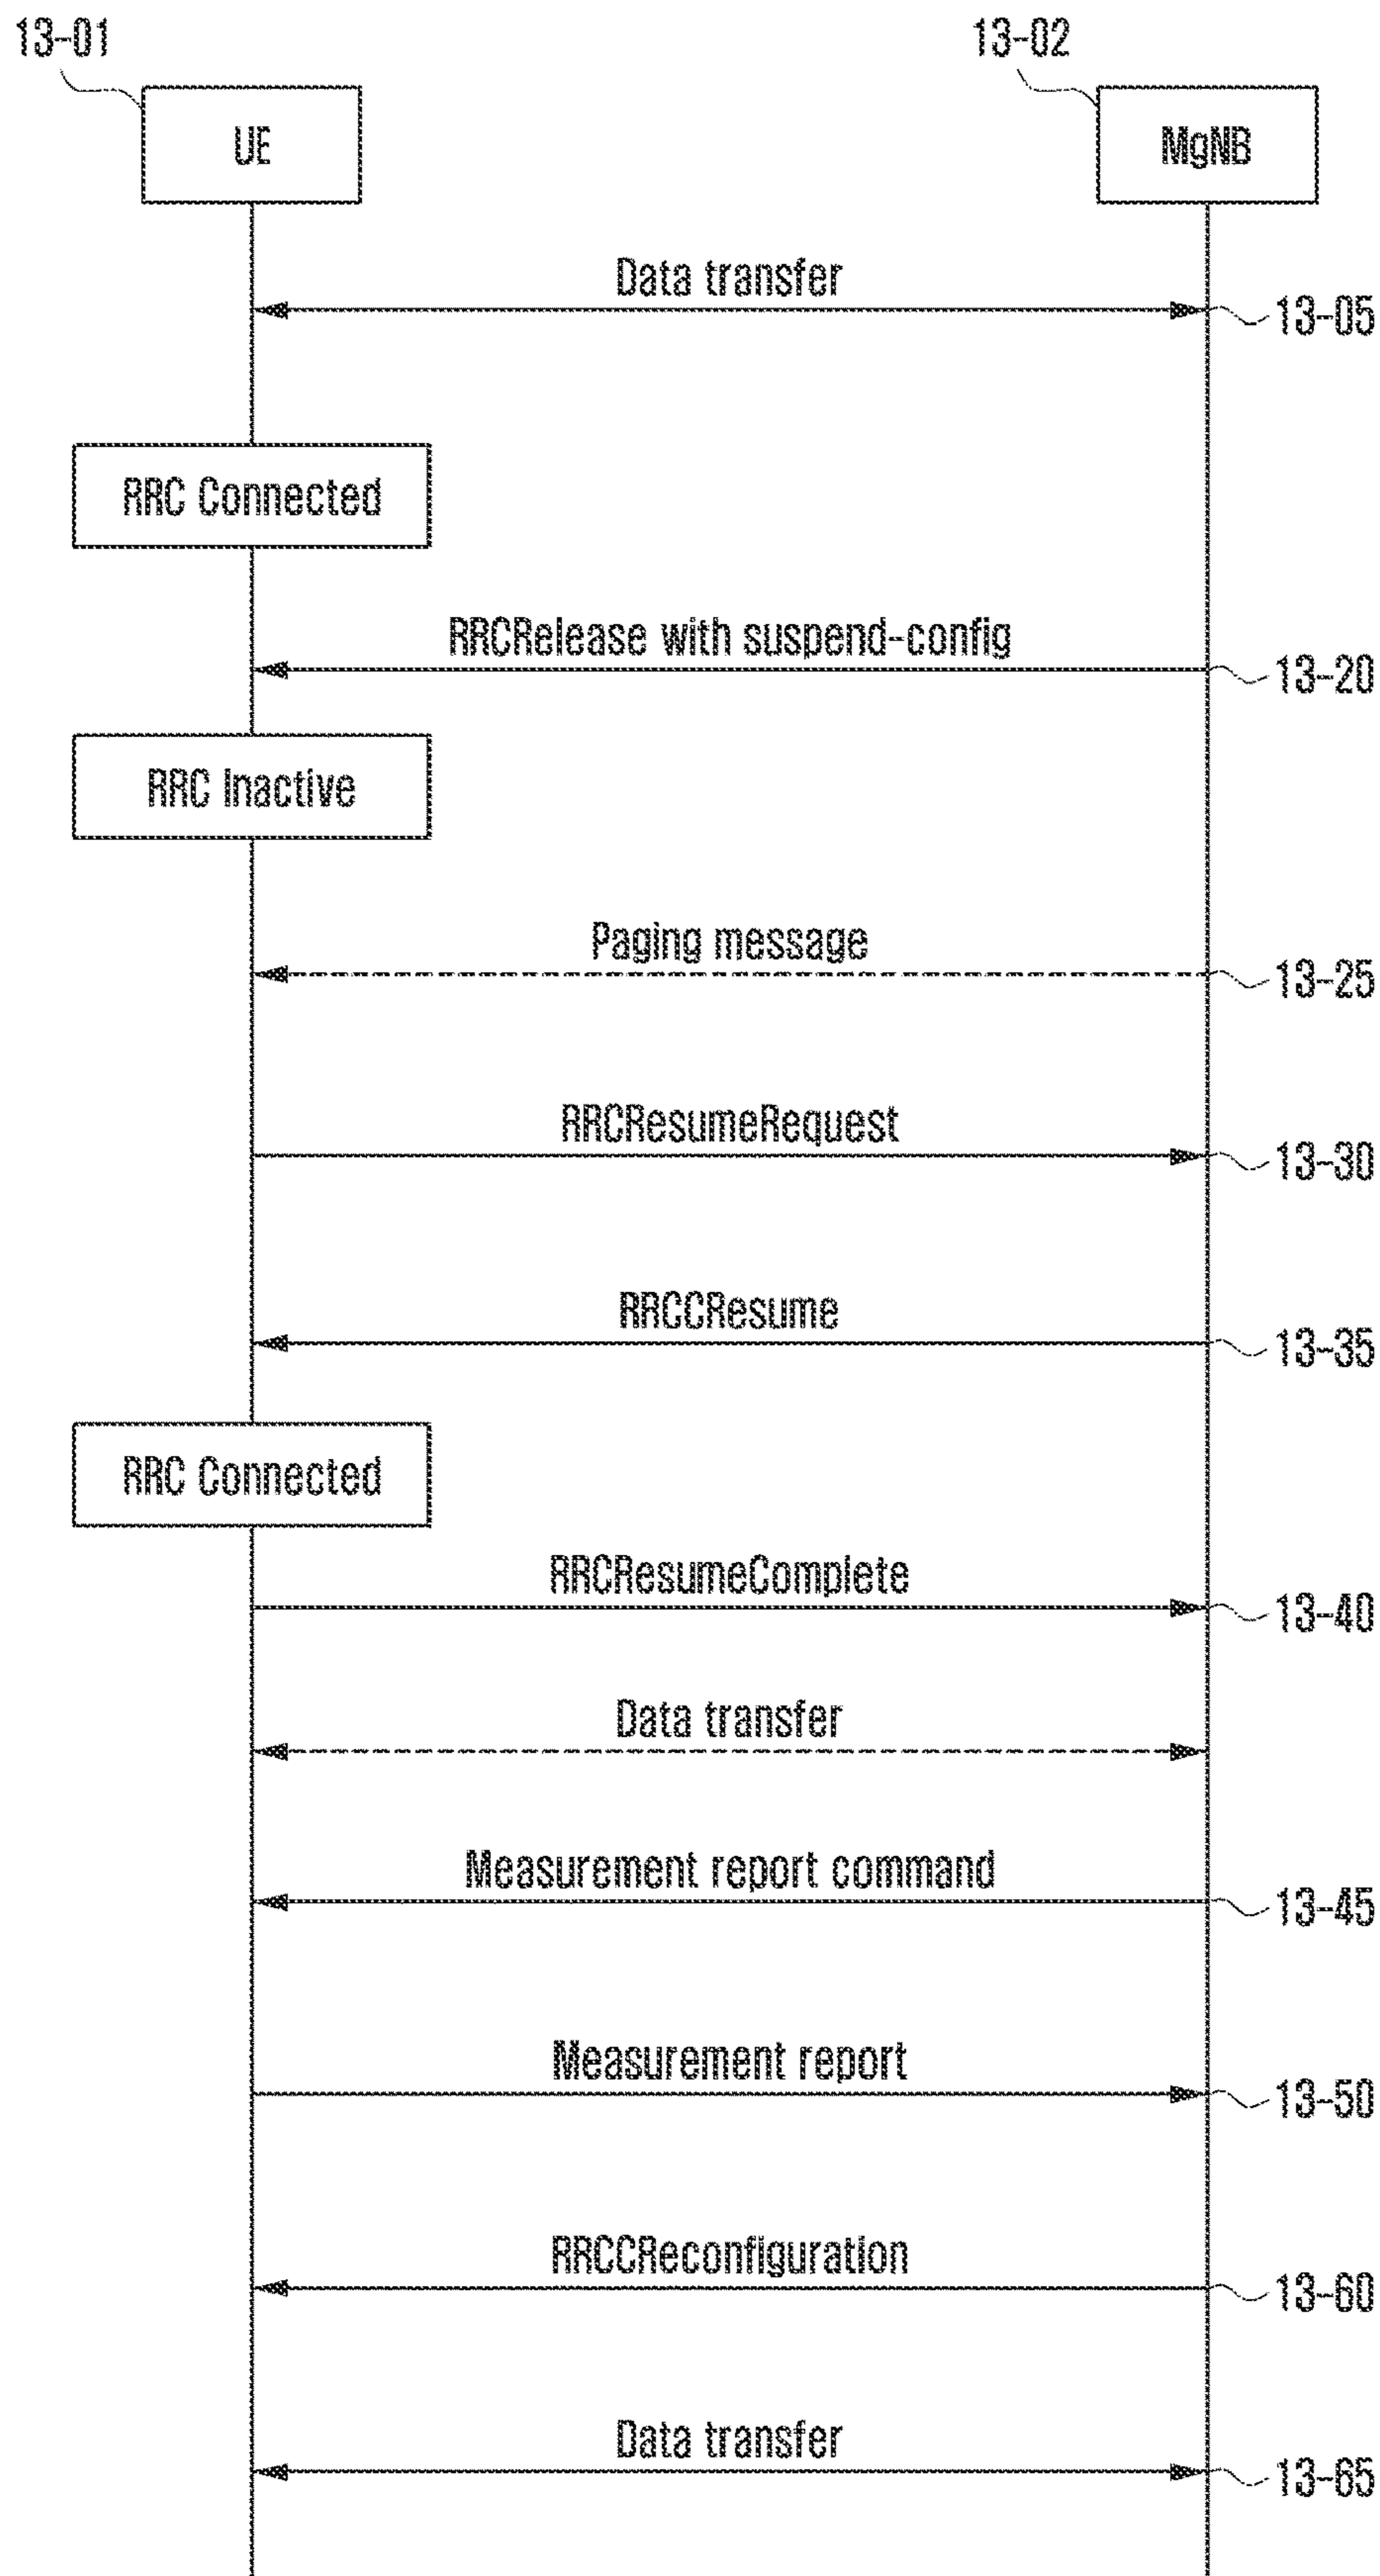 13-01
13-02
UE
MgNB
Data transfer
13-05
RRC Connected
RRCRelease with suspend-config
13-20
RRC Inactive
Paging message
13-25
RRCResumeRequest
13-30
RRCCResume
13-35
RRC Connected
RRCResumeComplete
13-40
Data transfer
Measurement report command
13-45
Measurement report
13-50
RRCCReconfiguration
13-60
Data transfer
13-65